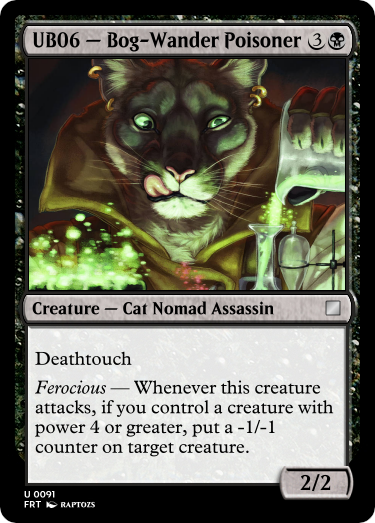 UB06 — Bog-Wander Poisoner 3
Creature — Cat Nomad Assassin
Deathtouch
Ferocious — Whenever this creature
attacks, if you control a creature with
power 4 or greater, put a -1/-1
counter on target creature.
2/2
U 0091
FRT RAPTOZS